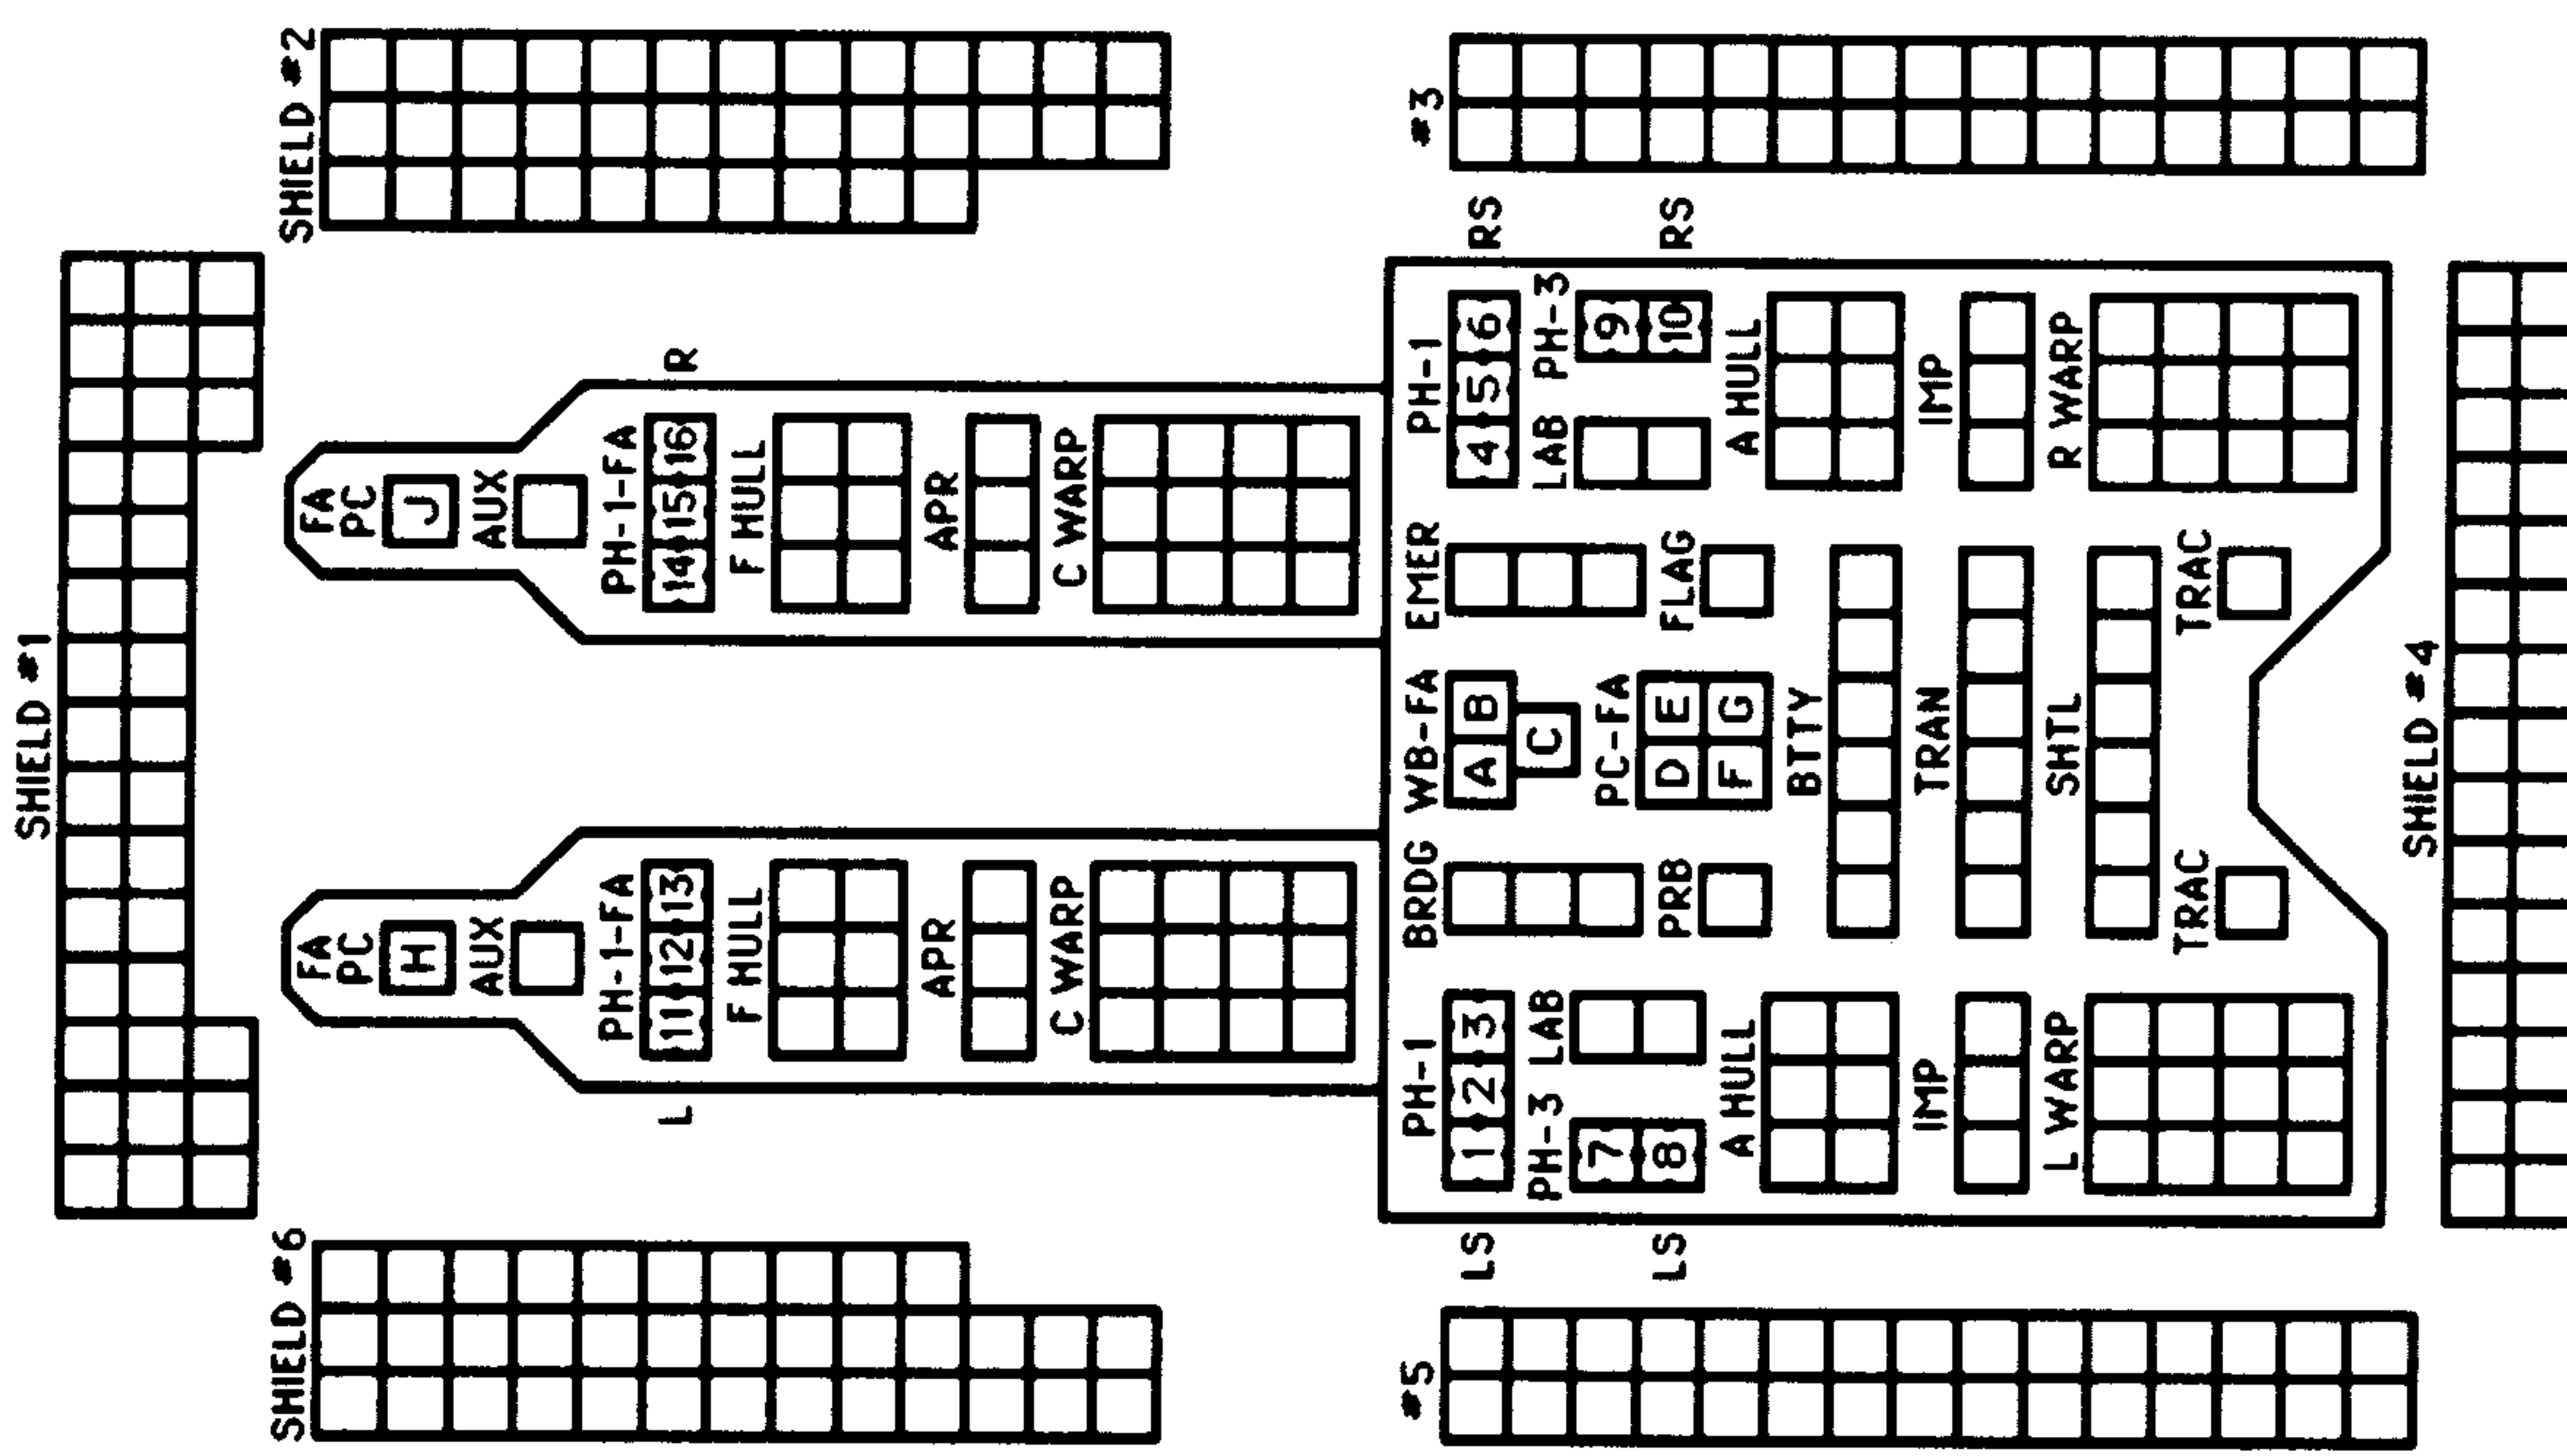 SHIELD #1
SHIELD #6 SHIELD #2
FA FA
PC PC
H J
AUX AUX
PH-1-FA PH-1-FA
L 11 12 13 14 15 16 R
F HULL F HULL
APR APR
C WARP C WARP
#5 PH-1 BRDG WB-FA EMER PH-1 #3
LS 1 2 3 A B 4 5 6 RS
PH-3 LAB C LAB PH-3
7 PC-FA 9
LS 8 PRB D E FLAG 10 RS
F G
A HULL BTTY A HULL
IMP TRAN IMP
L WARP SHTL R WARP
TRAC TRAC
SHIELD #4